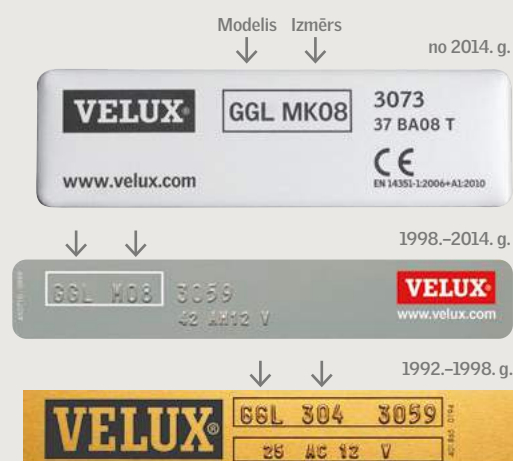 Modelis Izmērs
no 2014. g.
VELUX®
GGL MK08
3073
37 BA08 T
www.velux.com
CE
EN 14351-1:2006+A1:2010
1998.–2014. g.
GGL M08 3059
42 AM12 V
VELUX®
www.velux.com
1992.–1998. g.
VELUX®
GGL 304 3059
25 AC 12 V